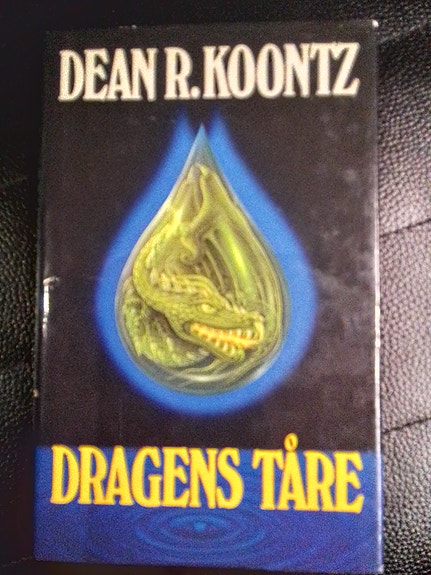 DEAN R. KOONTZ
DRAGENS TÅRE